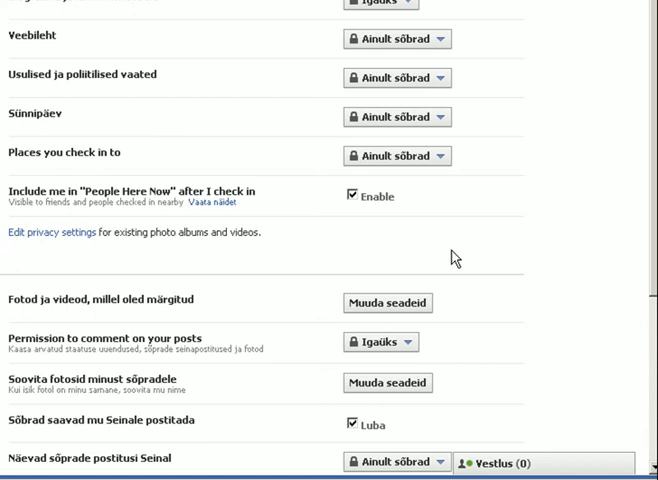 Igaüks
Veebileht
Ainult sõbrad
Usulised ja poliitilised vaated
Ainult sõbrad
Sünnipäev
Ainult sõbrad
Places you check in to
Ainult sõbrad
Include me in "People Here Now" after I check in
Visible to friends and people checked in nearby Vaata näidet
Enable
Edit privacy settings for existing photo albums and videos.
Fotod ja videod, millel oled märgitud
Muuda seadeid
Permission to comment on your posts
Kaasa arvatud staatuse uuendused, sõprade seinapostitused ja fotod
Igaüks
Soovita fotosid minust sõpradele
Kui isik fotol on minu sarnane, soovita mu nime
Muuda seadeid
Sõbrad saavad mu Seinale postitada
Luba
Näevad sõprade postitusi Seinal
Ainult sõbrad
Vestlus (0)